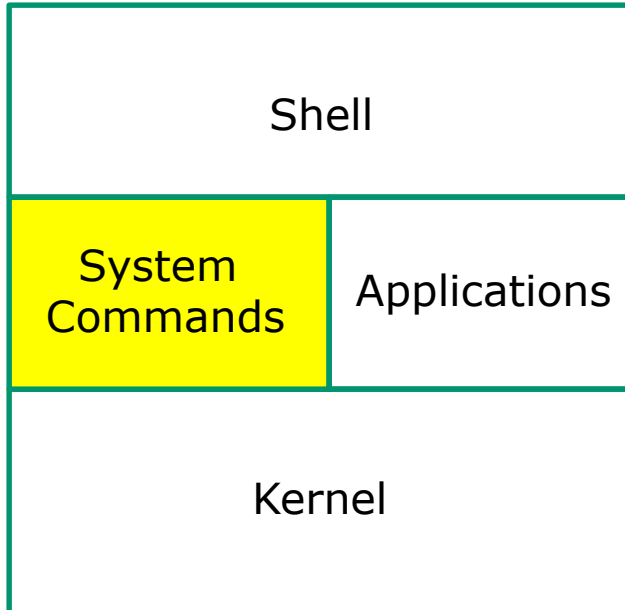 Shell
System
Commands
Applications
Kernel